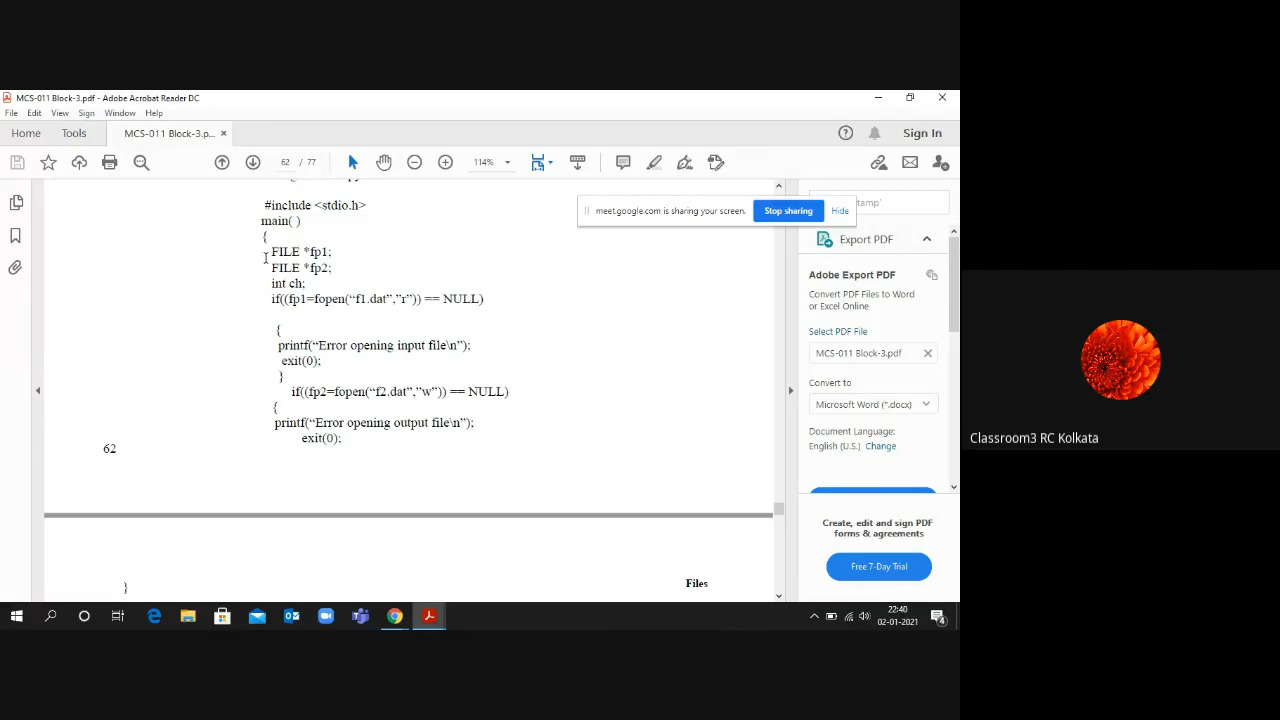 MCS-011 Block-3.pdf - Adobe Acrobat Reader DC
File Edit View Sign Window Help
Home Tools MCS-011 Block-3.p... × Sign In
62 / 77 114%
#include <stdio.h>
main( )
{
FILE *fp1;
FILE *fp2;
int ch;
if((fp1=fopen(“f1.dat”,”r”)) == NULL)
{
printf(“Error opening input file\n”);
exit(0);
}
if((fp2=fopen(“f2.dat”,”w”)) == NULL)
{
printf(“Error opening output file\n”);
exit(0);
62
}
Files
meet.google.com is sharing your screen. Stop sharing Hide
Export PDF
Adobe Export PDF
Convert PDF Files to Word
or Excel Online
Select PDF File
MCS-011 Block-3.pdf
Convert to
Microsoft Word (*.docx)
Document Language:
English (U.S.) Change
Create, edit and sign PDF
forms & agreements
Free 7-Day Trial
22:40
02-01-2021
4
Classroom3 RC Kolkata